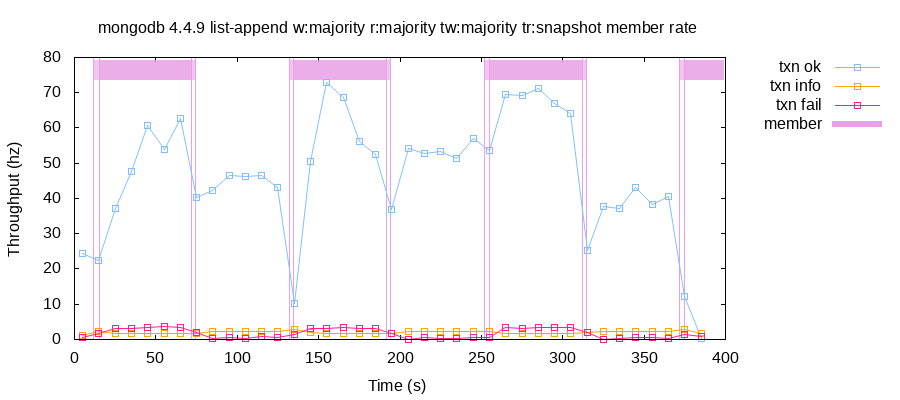 mongodb 4.4.9 list-append w:majority r:majority tw:majority tr:snapshot member rate
80
70
60
50
40
30
20
10
0
0 50 100 150 200 250 300 350 400
Throughput (hz)
Time (s)
txn ok
txn info
txn fail
member